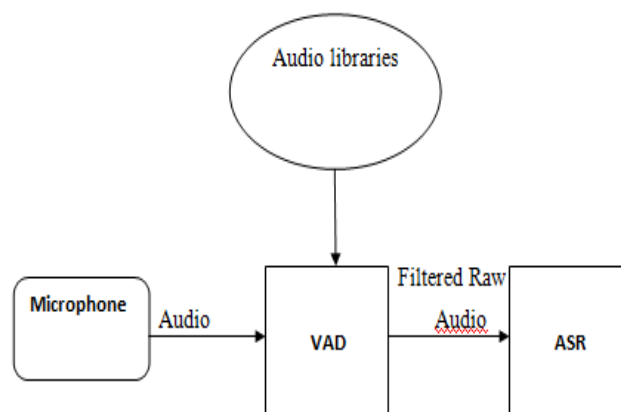 Audio libraries
Microphone
Audio
VAD
Filtered Raw
Audio
ASR